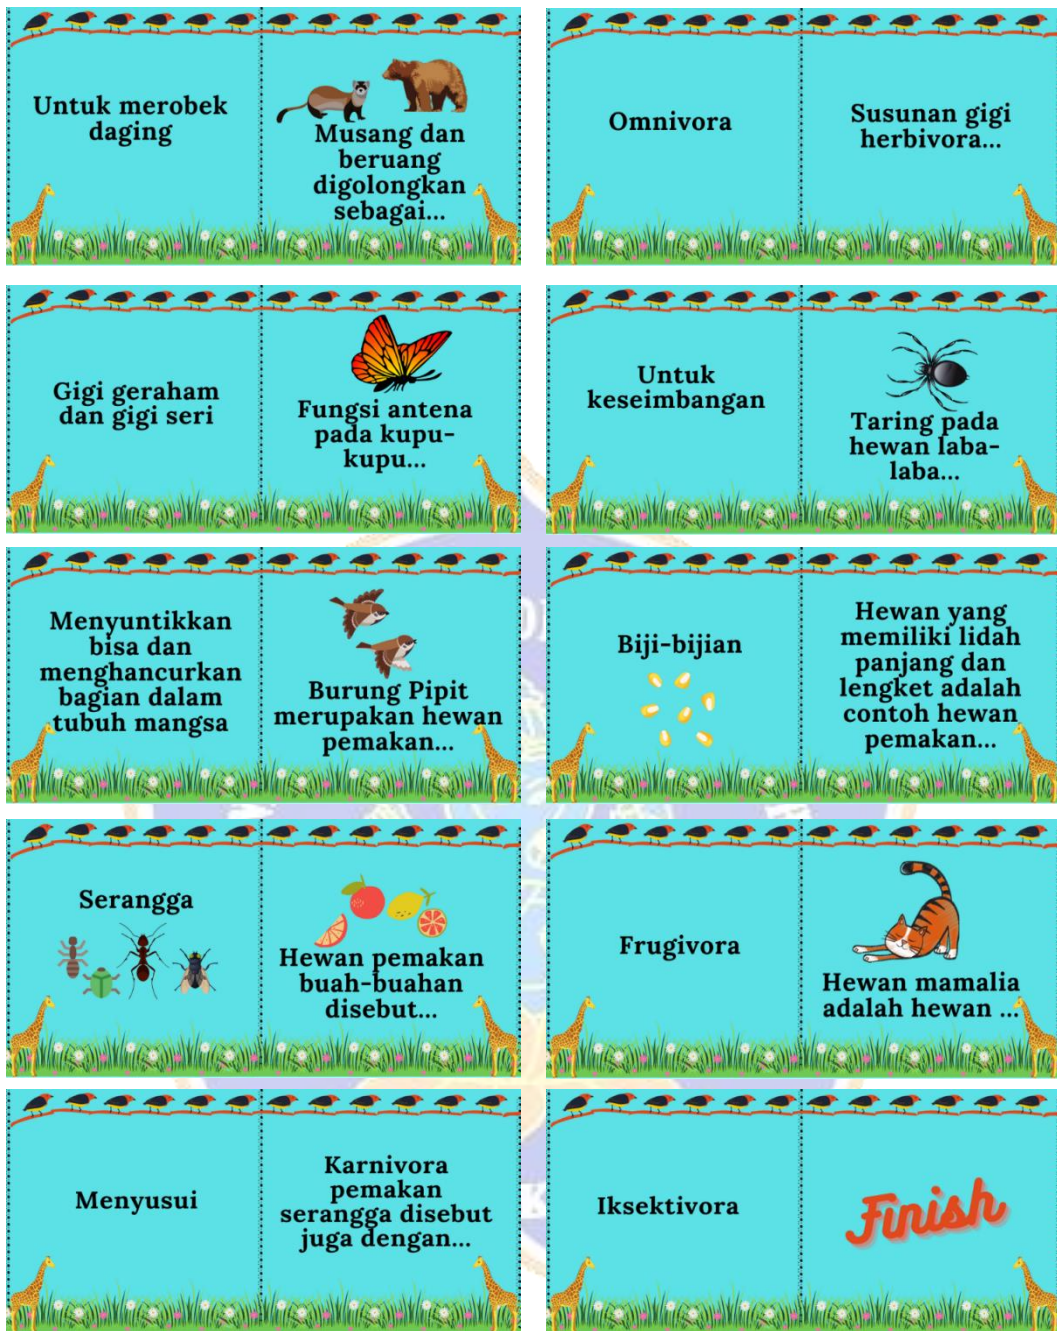 Untuk merobek
daging
Musang dan
beruang
digolongkan
sebagai...
Omnivora
Susunan gigi
herbivora...
Gigi geraham
dan gigi seri
Fungsi antena
pada kupu-
kupu...
Untuk
keseimbangan
Taring pada
hewan laba-
laba...
Menyuntikkan
bisa dan
menghancurkan
bagian dalam
tubuh mangsa
Burung Pipit
merupakan hewan
pemakan...
Biji-bijian
Hewan yang
memiliki lidah
panjang dan
lengket adalah
contoh hewan
pemakan...
Serangga
Hewan pemakan
buah-buahan
disebut...
Frugivora
Hewan mamalia
adalah hewan ...
Menyusui
Karnivora
pemakan
serangga disebut
juga dengan...
Iksektivora
Finish